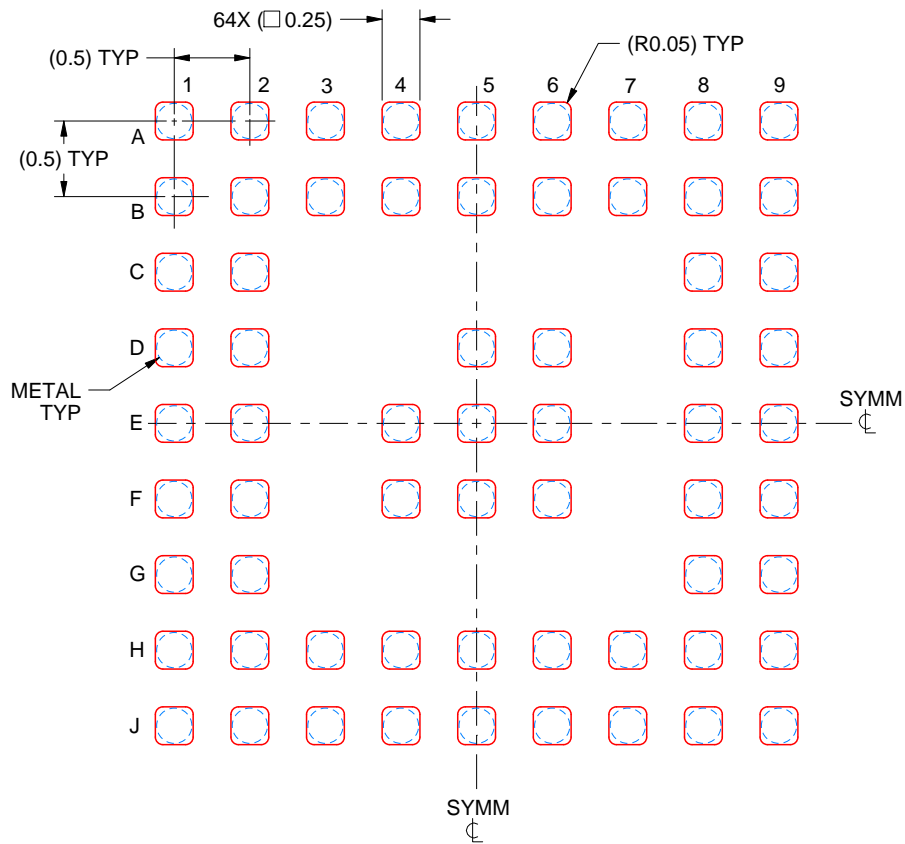 64X (□ 0.25)
(0.5) TYP
(R0.05) TYP
1 2 3 4 5 6 7 8 9
A
(0.5) TYP
B
C
D
METAL
TYP
E
SYMM
℄
F
G
H
J
SYMM
℄